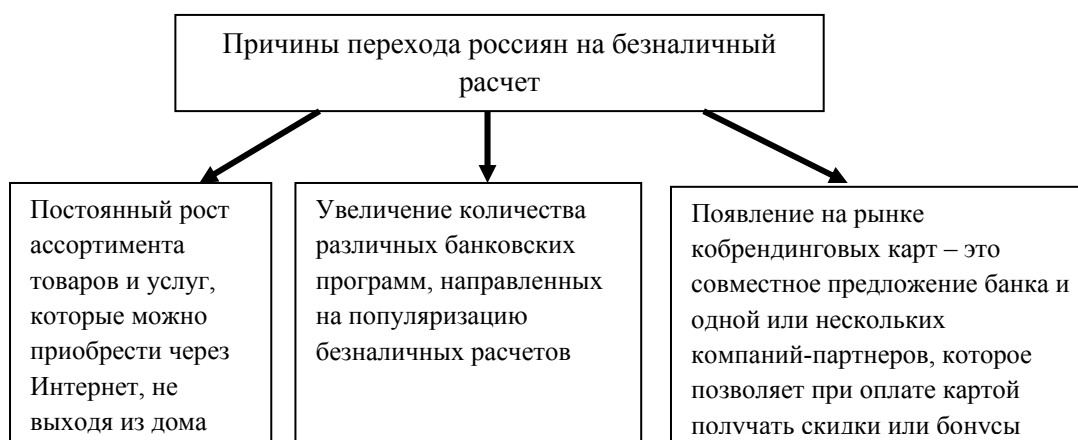 Причины перехода россиян на безналичный
расчет
Постоянный рост
ассортимента
товаров и услуг,
которые можно
приобрести через
Интернет, не
выходя из дома
Увеличение количества
различных банковских
программ, направленных
на популяризацию
безналичных расчетов
Появление на рынке
кобрендинговых карт – это
совместное предложение банка и
одной или нескольких
компаний-партнеров, которое
позволяет при оплате картой
получать скидки или бонусы